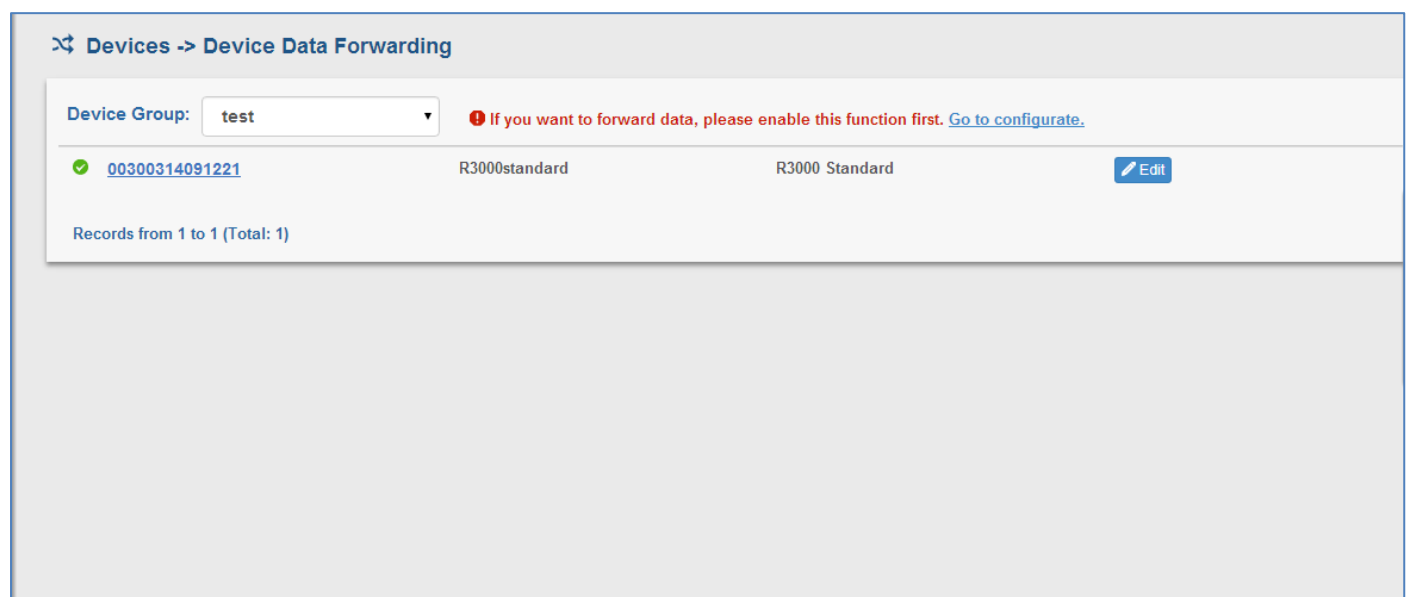 Devices -> Device Data Forwarding
Device Group: test If you want to forward data, please enable this function first. Go to configurate.
00300314091221 R3000standard R3000 Standard Edit
Records from 1 to 1 (Total: 1)